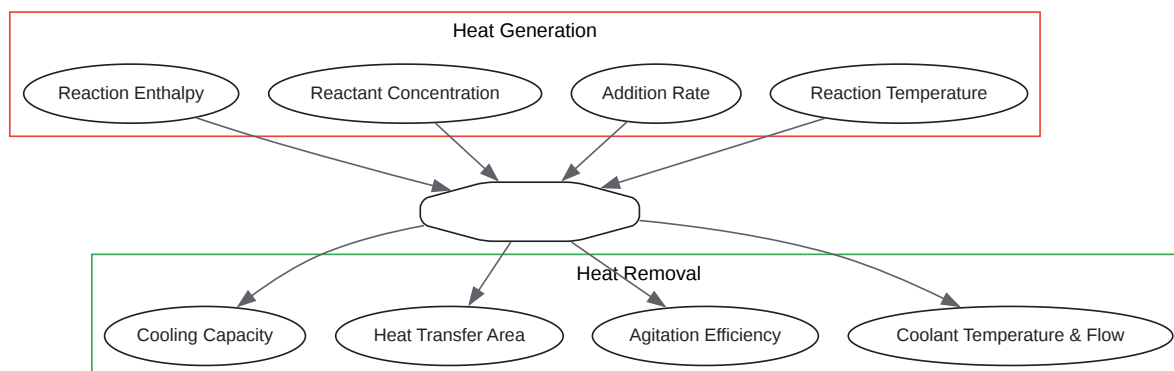 Heat Generation
Reaction Enthalpy
Reactant Concentration
Addition Rate
Reaction Temperature
Heat Removal
Cooling Capacity
Heat Transfer Area
Agitation Efficiency
Coolant Temperature & Flow